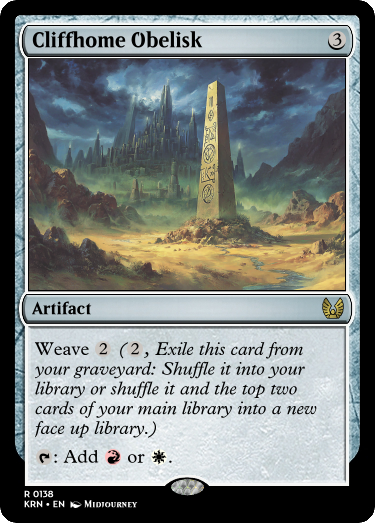 Cliffhome Obelisk 3
Artifact
Weave 2 (2, Exile this card from
your graveyard: Shuffle it into your
library or shuffle it and the top two
cards of your main library into a new
face up library.)
: Add or .
R 0138
KRN • EN Midjourney